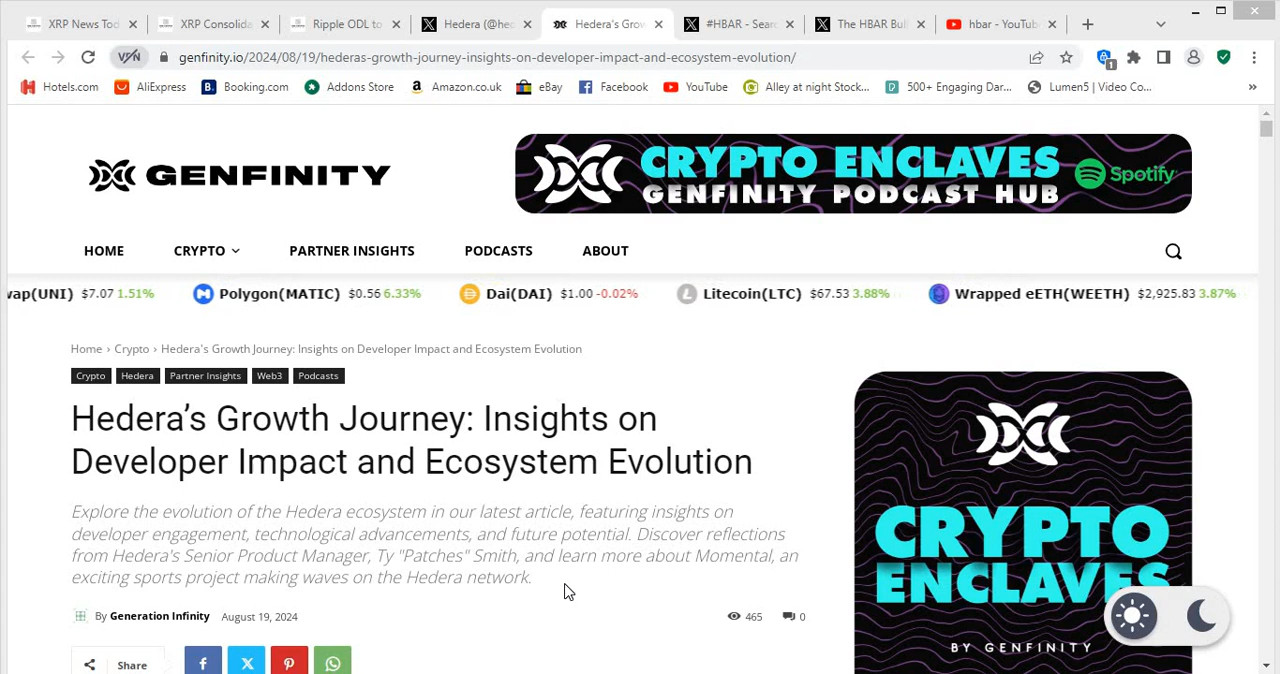 XRP News Tod
XRP Consolida
Ripple ODL to
Hedera (@hed
Hedera's Grow
#HBAR - Sear
The HBAR Bul
hbar - YouTube
VPN
genfinity.io/2024/08/19/hederas-growth-journey-insights-on-developer-impact-and-ecosystem-evolution/
1
Hotels.com
AliExpress
Booking.com
Addons Store
Amazon.co.uk
eBay
Facebook
YouTube
Alley at night Stock...
500+ Engaging Dar...
Lumen5 | Video Co...
»
GENFINITY
CRYPTO ENCLAVES
GENFINITY PODCAST HUB
Spotify
HOME
CRYPTO
PARTNER INSIGHTS
PODCASTS
ABOUT
wap(UNI) $7.07 1.51%
Polygon(MATIC) $0.56 6.33%
Dai(DAI) $1.00 -0.02%
Litecoin(LTC) $67.53 3.88%
Wrapped eETH(WEETH) $2,925.83 3.87%
Home › Crypto › Hedera's Growth Journey: Insights on Developer Impact and Ecosystem Evolution
Crypto
Hedera
Partner Insights
Web3
Podcasts
Hedera’s Growth Journey: Insights on
Developer Impact and Ecosystem Evolution
Explore the evolution of the Hedera ecosystem in our latest article, featuring insights on
developer engagement, technological advancements, and future potential. Discover reflections
from Hedera's Senior Product Manager, Ty "Patches" Smith, and learn more about Momental, an
exciting sports project making waves on the Hedera network.
By Generation Infinity August 19, 2024
465
0
Share
CRYPTO
ENCLAVES
BY GENFINITY